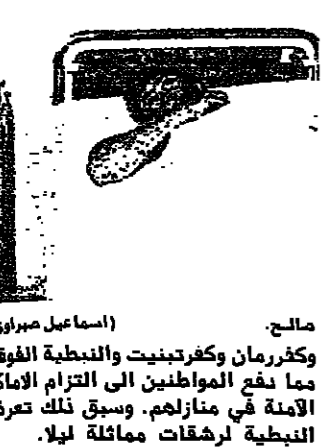 صالح. (اسماعيل صبراوي
وكفررمان وكفرتبنيت والنبطية الفوق
مما دفع المواطنين الى التزام الاماك
الآمنة في منازلهم. وسبق ذلك تعرض
النبطية لرشقات مماثلة ليلا.